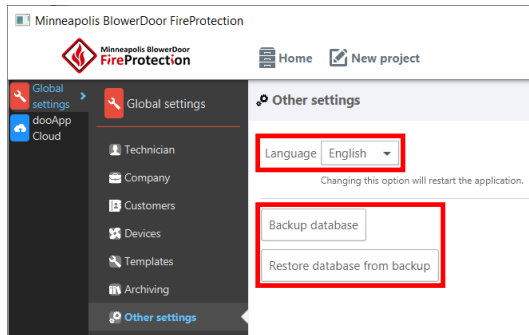 Minneapolis BlowerDoor FireProtection
Minneapolis BlowerDoor
FireProtection
Home
New project
Global settings
dooApp Cloud
Global settings
Technician
Company
Customers
Devices
Templates
Archiving
Other settings
Other settings
Language English
Changing this option will restart the application.
Backup database
Restore database from backup